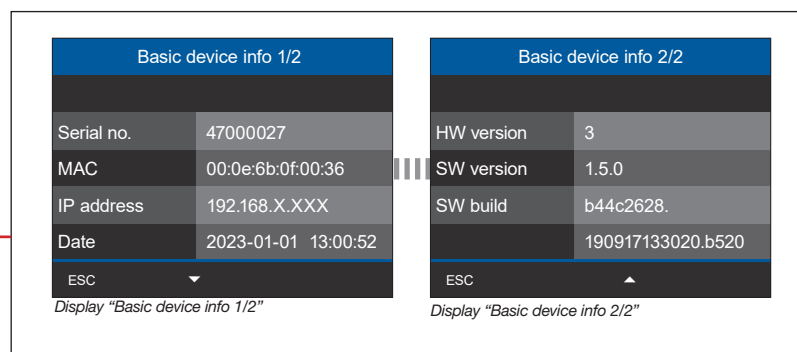 Basic device info 1/2
Serial no. 47000027
MAC 00:0e:6b:0f:00:36
IP address 192.168.X.XXX
Date 2023-01-01 13:00:52
ESC
Display “Basic device info 1/2”
Basic device info 2/2
HW version 3
SW version 1.5.0
SW build b44c2628.
190917133020.b520
ESC
Display “Basic device info 2/2”